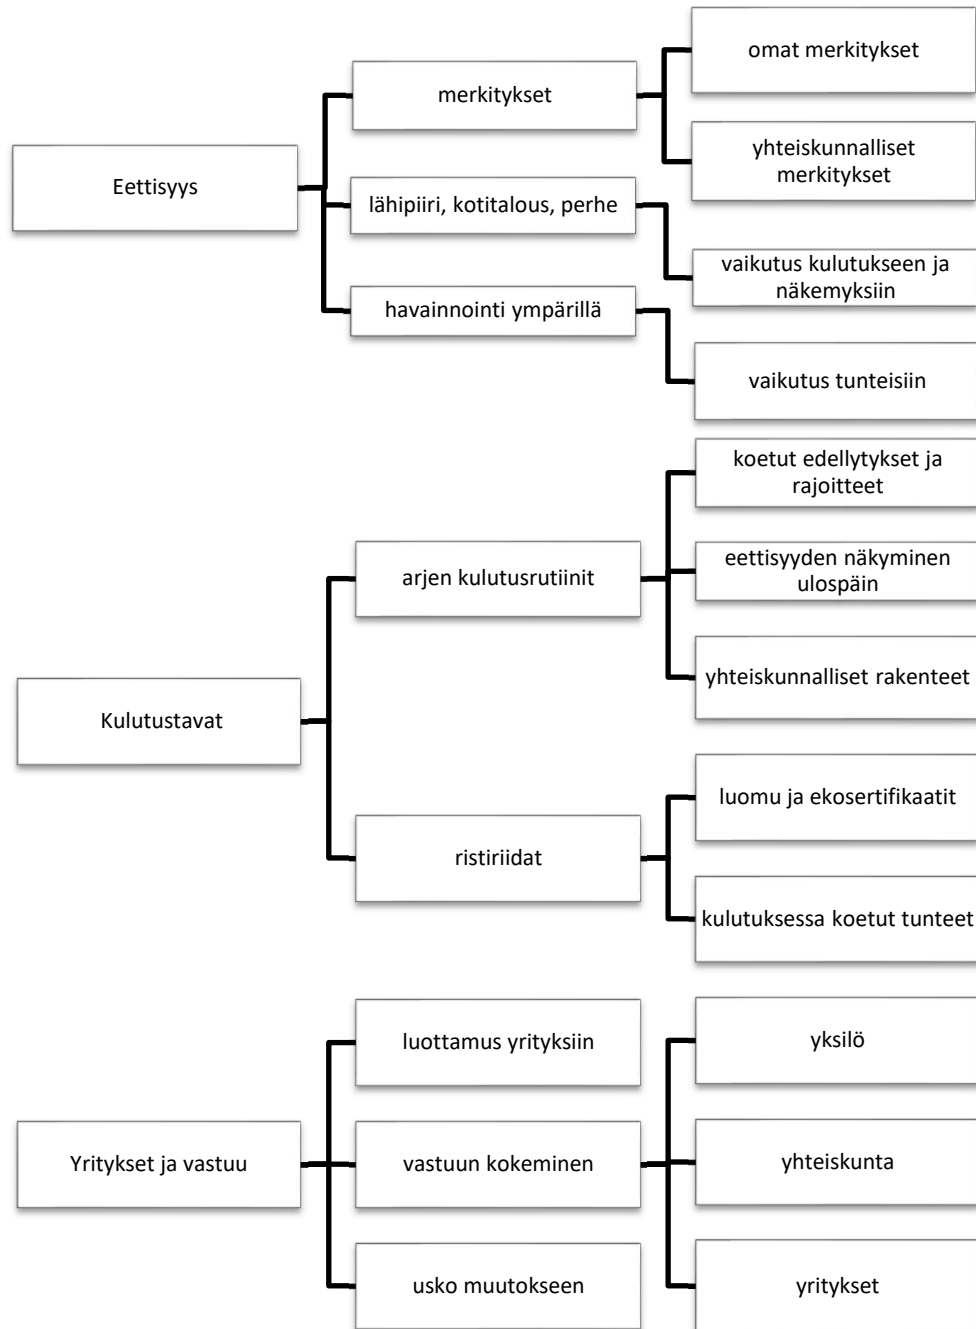 Eettisyys
merkitykset
omat merkitykset
yhteiskunnalliset
merkitykset
lähipiiri, kotitalous, perhe
vaikutus kulutukseen ja
näkemyksiin
havainnointi ympärillä
vaikutus tunteisiin
Kulutustavat
arjen kulutusrutiinit
koetut edellytykset ja
rajoitteet
eettisyyden näkyminen
ulospäin
yhteiskunnalliset rakenteet
ristiriidat
luomu ja ekosertifikaatit
kulutuksessa koetut tunteet
Yritykset ja vastuu
luottamus yrityksiin
vastuun kokeminen
yksilö
yhteiskunta
yritykset
usko muutokseen